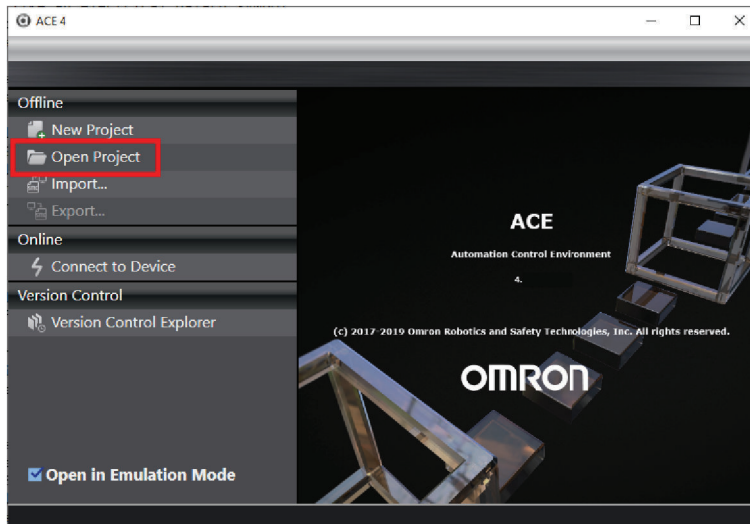 ACE 4
Offline
New Project
Open Project
Import...
Export...
Online
Connect to Device
Version Control
Version Control Explorer
Open in Emulation Mode
ACE
Automation Control Environment
4.
(c) 2017-2019 Omron Robotics and Safety Technologies, Inc. All rights reserved.
OMRON